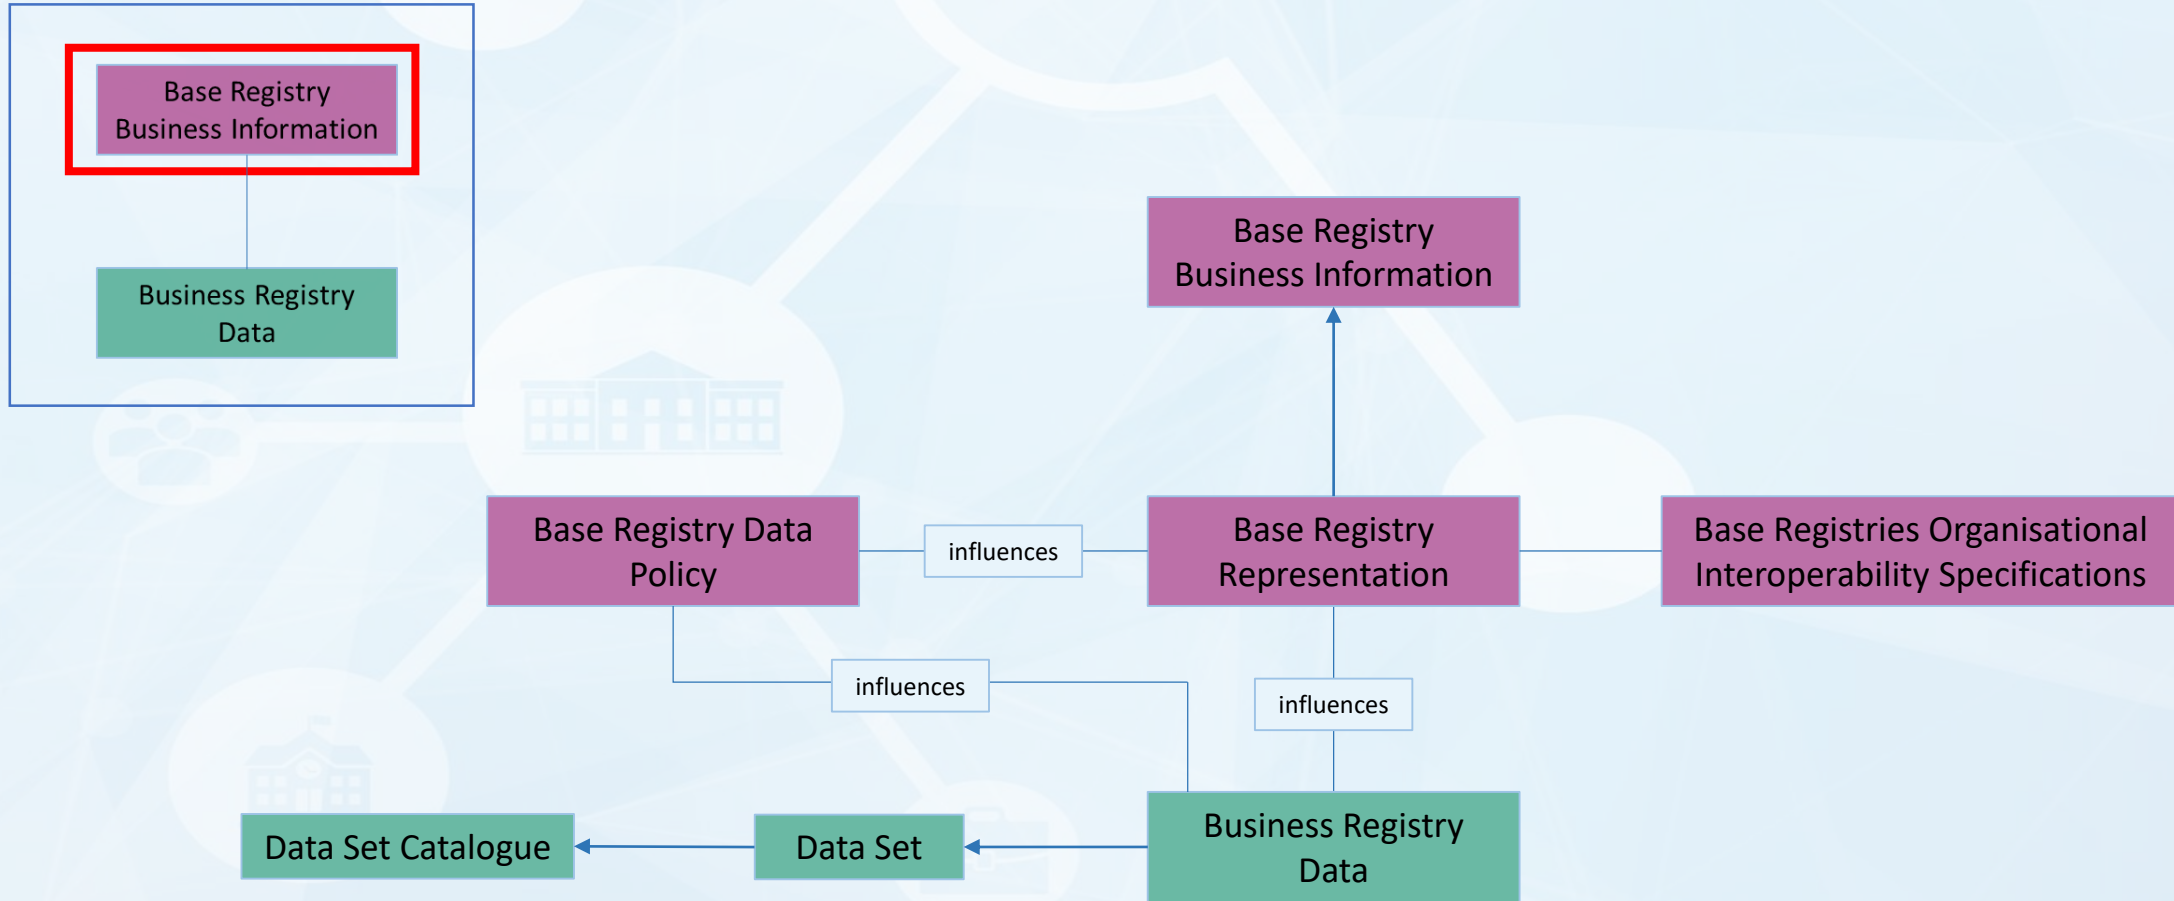 Base Registry
Business Information
Business Registry
Data
Base Registry
Business Information
Base Registry Data
Policy
influences
Base Registry
Representation
Base Registries Organisational
Interoperability Specifications
influences
influences
Data Set Catalogue
Data Set
Business Registry
Data